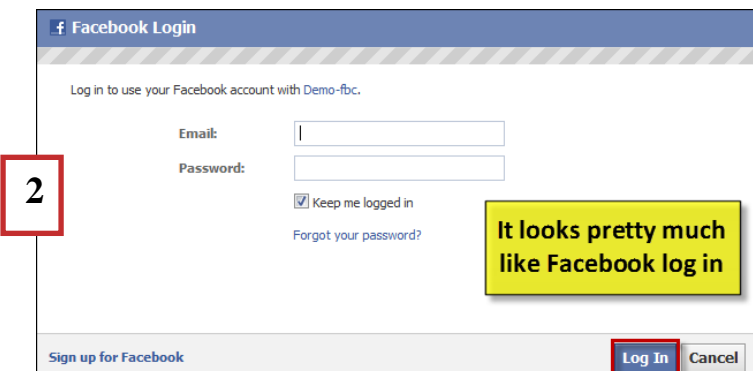 f Facebook Login
Log in to use your Facebook account with Demo-fbc.
Email:
Password:
2
Keep me logged in
Forgot your password?
It looks pretty much
like Facebook log in
Sign up for Facebook
Log In Cancel